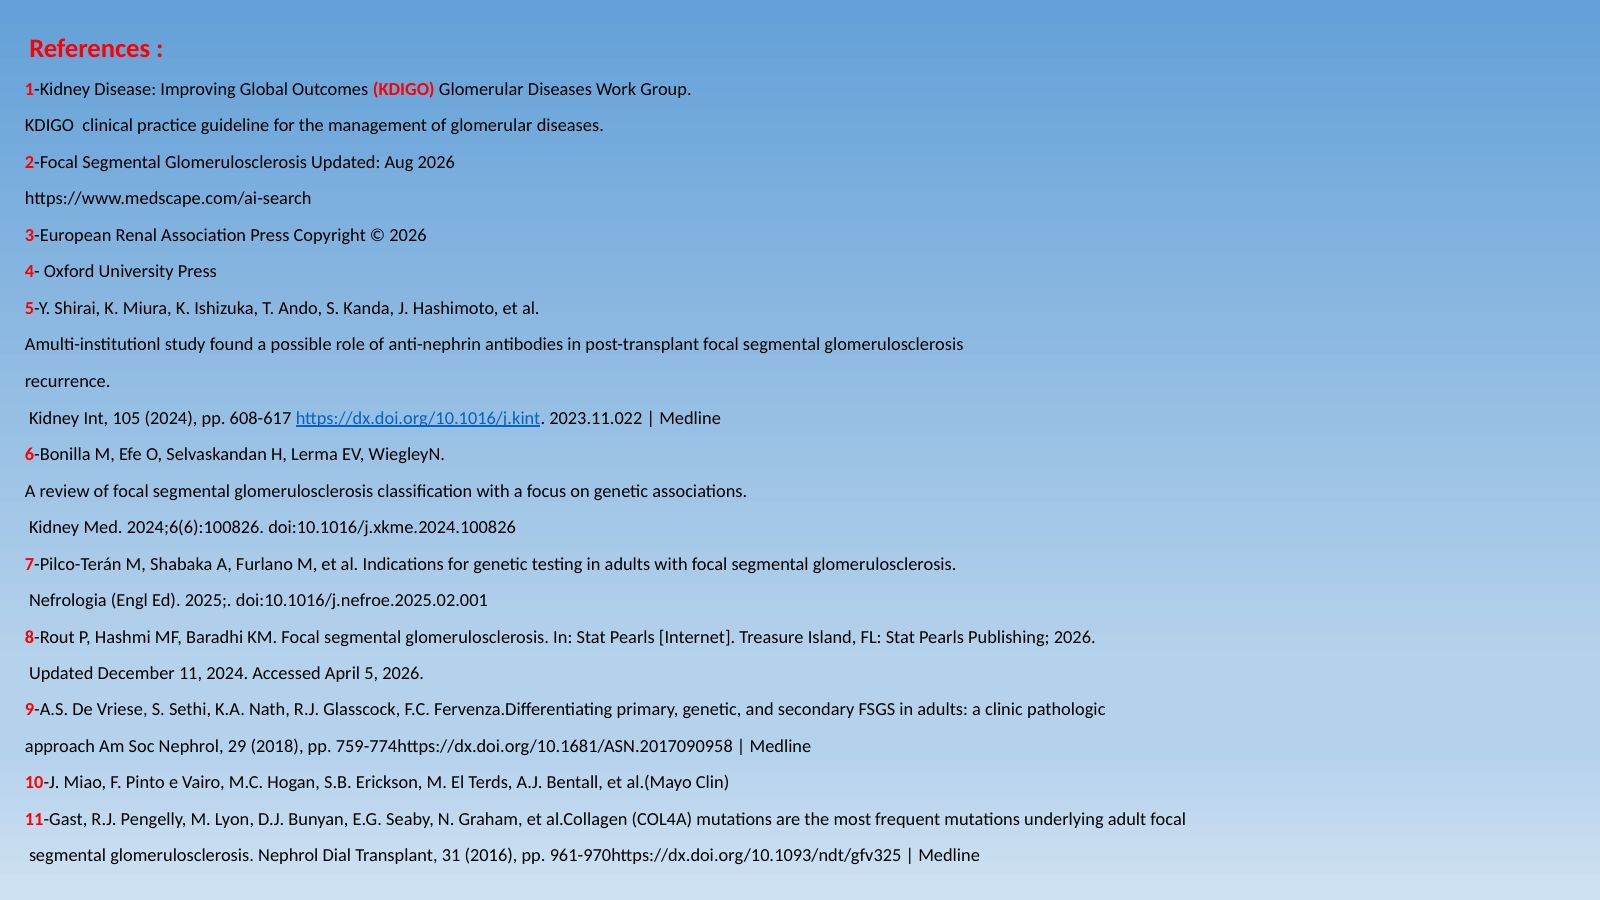 References :
1-Kidney Disease: Improving Global Outcomes (KDIGO) Glomerular Diseases Work Group.
KDIGO  clinical practice guideline for the management of glomerular diseases.
2-Focal Segmental Glomerulosclerosis Updated: Aug 2026
https://www.medscape.com/ai-search
3-European Renal Association Press Copyright © 2026
4- Oxford University Press
5-Y. Shirai, K. Miura, K. Ishizuka, T. Ando, S. Kanda, J. Hashimoto, et al.
Amulti-institutionl study found a possible role of anti-nephrin antibodies in post-transplant focal segmental glomerulosclerosis
recurrence.
Kidney Int, 105 (2024), pp. 608-617 https://dx.doi.org/10.1016/j.kint. 2023.11.022 | Medline
6-Bonilla M, Efe O, Selvaskandan H, Lerma EV, WiegleyN.
A review of focal segmental glomerulosclerosis classification with a focus on genetic associations.
Kidney Med. 2024;6(6):100826. doi:10.1016/j.xkme.2024.100826
7-Pilco-Terán M, Shabaka A, Furlano M, et al. Indications for genetic testing in adults with focal segmental glomerulosclerosis.
Nefrologia (Engl Ed). 2025;. doi:10.1016/j.nefroe.2025.02.001
8-Rout P, Hashmi MF, Baradhi KM. Focal segmental glomerulosclerosis. In: Stat Pearls [Internet]. Treasure Island, FL: Stat Pearls Publishing; 2026.
Updated December 11, 2024. Accessed April 5, 2026.
9-A.S. De Vriese, S. Sethi, K.A. Nath, R.J. Glasscock, F.C. Fervenza.Differentiating primary, genetic, and secondary FSGS in adults: a clinic pathologic
approach Am Soc Nephrol, 29 (2018), pp. 759-774https://dx.doi.org/10.1681/ASN.2017090958 | Medline
10-J. Miao, F. Pinto e Vairo, M.C. Hogan, S.B. Erickson, M. El Terds, A.J. Bentall, et al.(Mayo Clin)
11-Gast, R.J. Pengelly, M. Lyon, D.J. Bunyan, E.G. Seaby, N. Graham, et al.Collagen (COL4A) mutations are the most frequent mutations underlying adult focal
segmental glomerulosclerosis. Nephrol Dial Transplant, 31 (2016), pp. 961-970https://dx.doi.org/10.1093/ndt/gfv325 | Medline